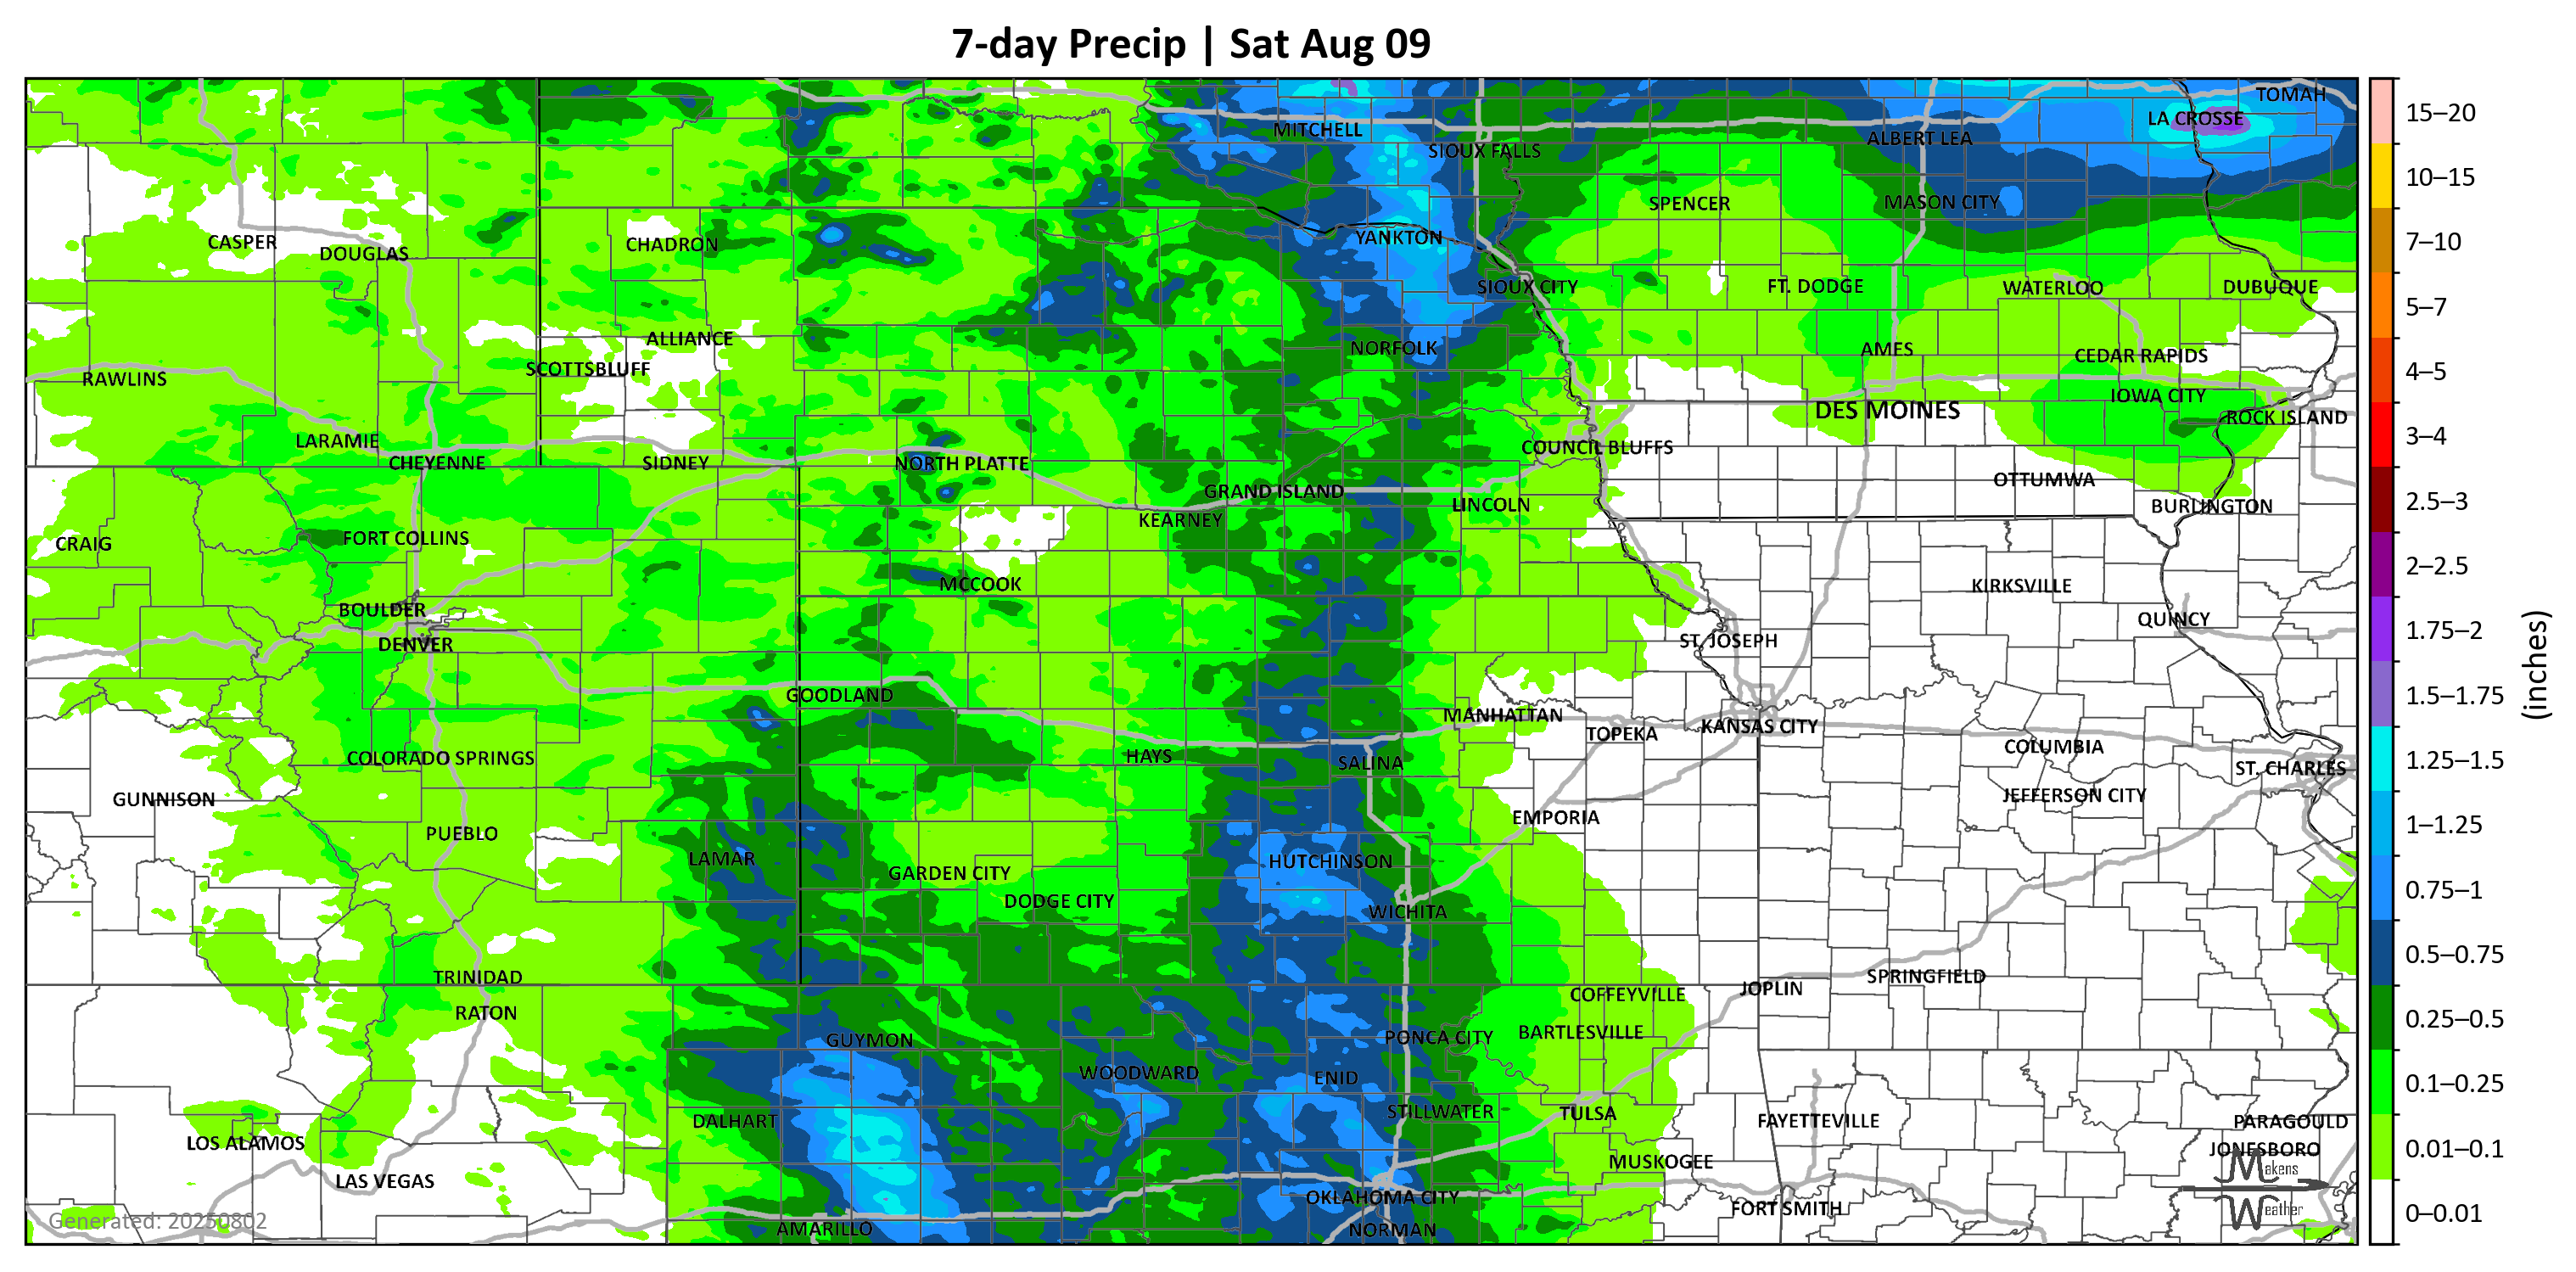 7-day Precip | Sat Aug 09
TOMAH
LA CROSSE
MITCHELL
ALBERT LEA
SIOUX FALLS
SPENCER
MASON CITY
CASPER
DOUGLAS
CHADRON
YANKTON
SIOUX CITY
FT. DODGE
WATERLOO
DUBUQUE
ALLIANCE
NORFOLK
AMES
CEDAR RAPIDS
SCOTTSBLUFF
RAWLINS
IOWA CITY
DES MOINES
ROCK ISLAND
LARAMIE
COUNCIL BLUFFS
CHEYENNE
SIDNEY
NORTH PLATTE
OTTUMWA
GRAND ISLAND
LINCOLN
BURLINGTON
KEARNEY
CRAIG
FORT COLLINS
MCCOOK
KIRKSVILLE
BOULDER
QUINCY
DENVER
ST. JOSEPH
GOODLAND
MANHATTAN
TOPEKA
KANSAS CITY
COLORADO SPRINGS
HAYS
SALINA
COLUMBIA
ST. CHARLES
GUNNISON
JEFFERSON CITY
EMPORIA
PUEBLO
LAMAR
HUTCHINSON
GARDEN CITY
DODGE CITY
WICHITA
TRINIDAD
SPRINGFIELD
JOPLIN
COFFEYVILLE
RATON
GUYMON
PONCA CITY
BARTLESVILLE
WOODWARD
ENID
DALHART
STILLWATER
TULSA
FAYETTEVILLE
PARAGOULD
LOS ALAMOS
JONESBORO
MUSKOGEE
LAS VEGAS
OKLAHOMA CITY
FORT SMITH
AMARILLO
NORMAN
Makens
Weather
Generated: 20250802
15–20
10–15
7–10
5–7
4–5
3–4
2.5–3
2–2.5
1.75–2
1.5–1.75
1.25–1.5
1–1.25
0.75–1
0.5–0.75
0.25–0.5
0.1–0.25
0.01–0.1
0–0.01
(inches)